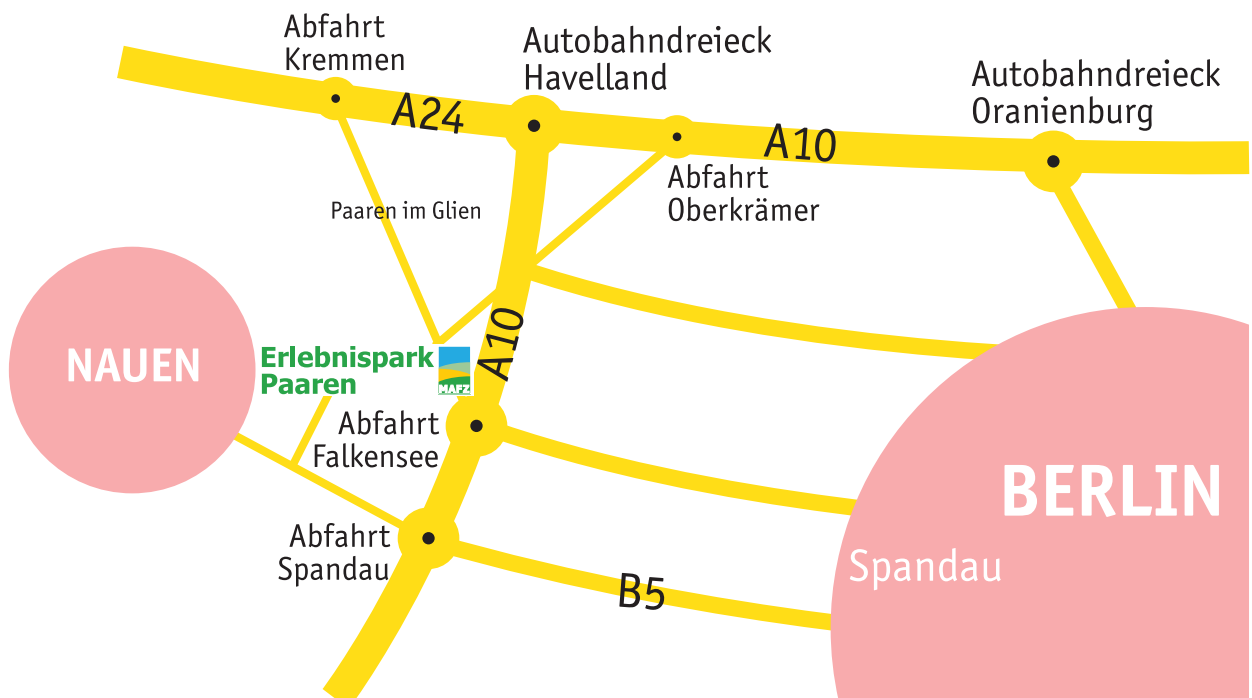 Abfahrt
Kremmen
Autobahndreieck
Havelland
Autobahndreieck
Oranienburg
A24
A10
Abfahrt
Oberkrämer
Paaren im Glien
NAUEN
Erlebnispark
Paaren
MAFZ
A10
Abfahrt
Falkensee
BERLIN
Abfahrt
Spandau
Spandau
B5